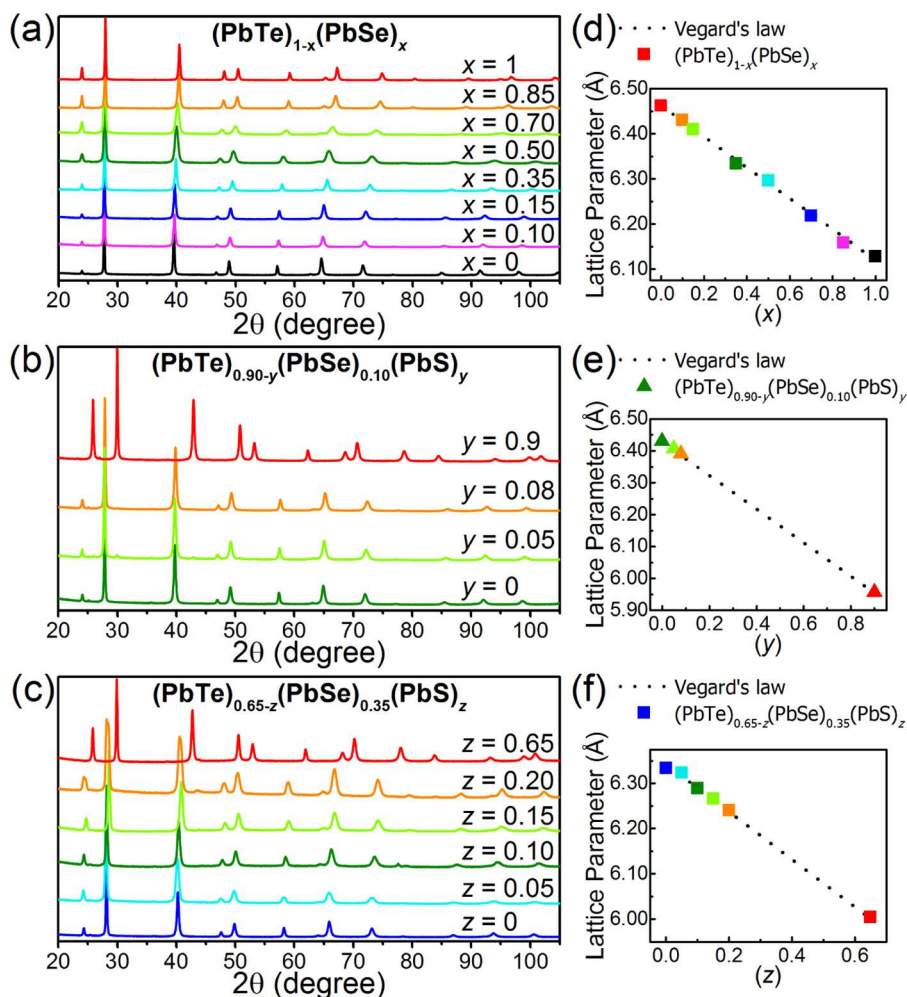 (a)
(PbTe)1-x(PbSe)x
x = 1
x = 0.85
x = 0.70
x = 0.50
x = 0.35
x = 0.15
x = 0.10
x = 0
20 30 40 50 60 70 80 90 100
2θ (degree)
(b)
(PbTe)0.90-y(PbSe)0.10(PbS)y
y = 0.9
y = 0.08
y = 0.05
y = 0
20 30 40 50 60 70 80 90 100
2θ (degree)
(c)
(PbTe)0.65-z(PbSe)0.35(PbS)z
z = 0.65
z = 0.20
z = 0.15
z = 0.10
z = 0.05
z = 0
20 30 40 50 60 70 80 90 100
2θ (degree)
(d)
Vegard's law
(PbTe)1-x(PbSe)x
Lattice Parameter (Å)
6.50
6.40
6.30
6.20
6.10
0.0 0.2 0.4 0.6 0.8 1.0
(x)
(e)
Vegard's law
(PbTe)0.90-y(PbSe)0.10(PbS)y
Lattice Parameter (Å)
6.50
6.40
6.30
6.20
6.10
6.00
5.90
0.0 0.2 0.4 0.6 0.8
(y)
(f)
Vegard's law
(PbTe)0.65-z(PbSe)0.35(PbS)z
Lattice Parameter (Å)
6.30
6.20
6.10
6.00
0.0 0.2 0.4 0.6
(z)